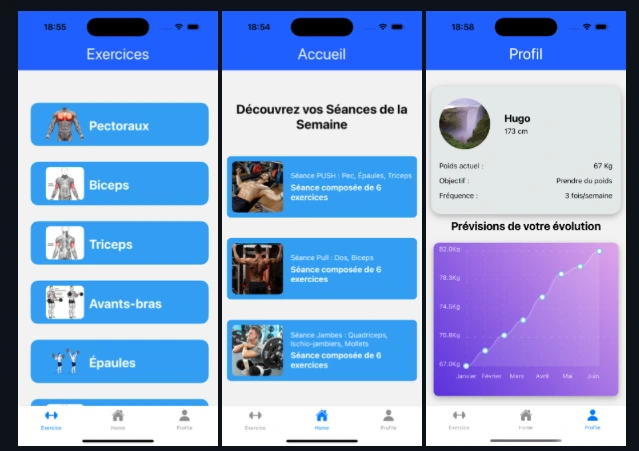 18:55
Exercices
Pectoraux
Biceps
Triceps
Avants-bras
Épaules
Exercice
Home
Profile
18:54
Accueil
Découvrez vos Séances de la
Semaine
Séance PUSH : Pec, Épaules, Triceps
Séance composée de 6
exercices
Séance Pull : Dos, Biceps
Séance composée de 6
exercices
Séance Jambes : Quadriceps,
Ischio-jambiers, Mollets
Séance composée de 6
exercices
Exercice
Home
Profile
18:58
Profil
Hugo
173 cm
Poids actuel : 67 Kg
Objectif : Prendre du poids
Fréquence : 3 fois/semaine
Prévisions de votre évolution
82.0Kg
78.3Kg
74.5Kg
70.8Kg
67.0Kg
Janvier Février Mars Avril Mai Juin
Exercice
Home
Profile